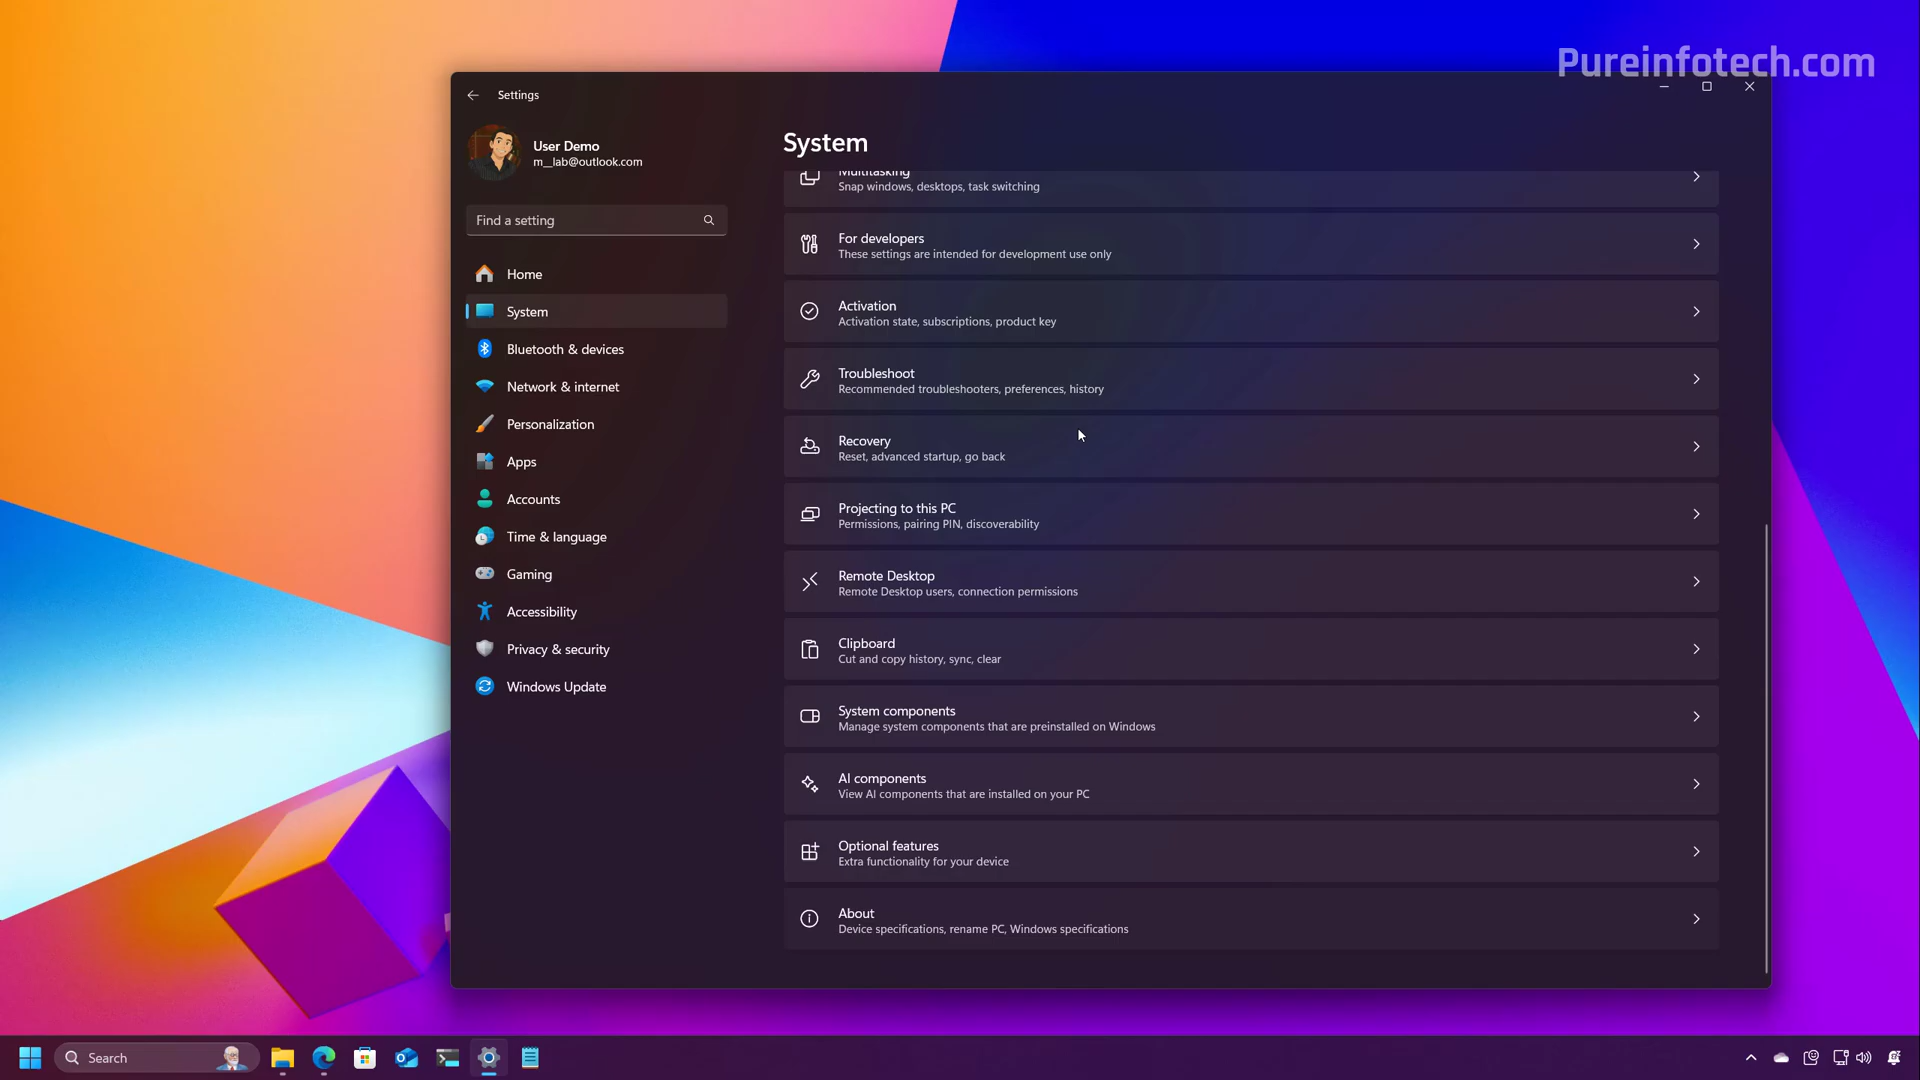 Pureinfotech.com
Settings
User Demo
m__lab@outlook.com
Find a setting
Home
System
Bluetooth & devices
Network & internet
Personalization
Apps
Accounts
Time & language
Gaming
Accessibility
Privacy & security
Windows Update
System
Multitasking
Snap windows, desktops, task switching
For developers
These settings are intended for development use only
Activation
Activation state, subscriptions, product key
Troubleshoot
Recommended troubleshooters, preferences, history
Recovery
Reset, advanced startup, go back
Projecting to this PC
Permissions, pairing PIN, discoverability
Remote Desktop
Remote Desktop users, connection permissions
Clipboard
Cut and copy history, sync, clear
System components
Manage system components that are preinstalled on Windows
AI components
View AI components that are installed on your PC
Optional features
Extra functionality for your device
About
Device specifications, rename PC, Windows specifications
Search